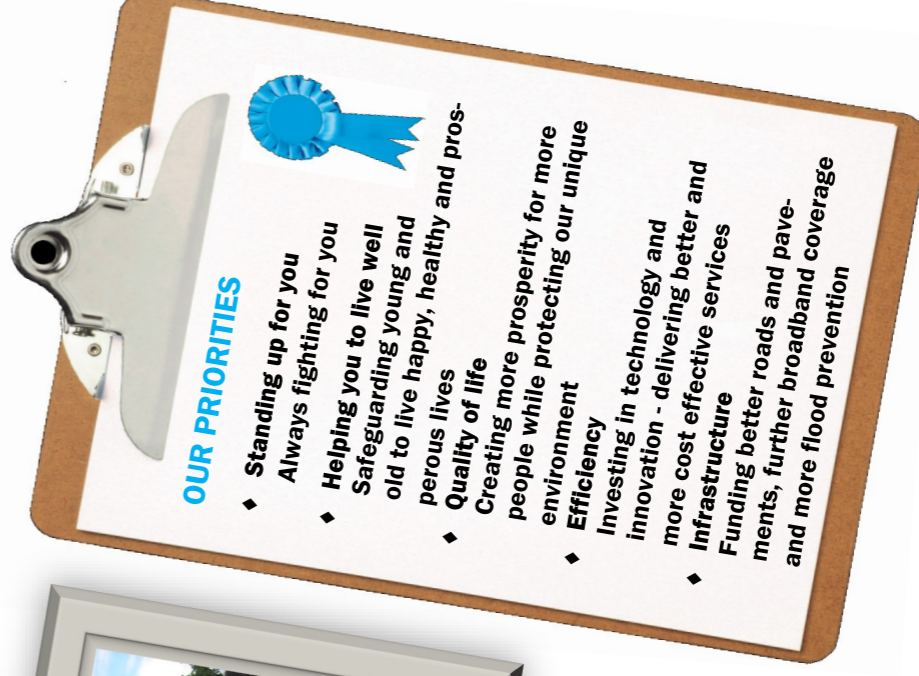 OUR PRIORITIES
◆ Standing up for you
Always fighting for you
◆ Helping you to live well
Safeguarding young and
old to live happy, healthy and pros-
perous lives
◆ Quality of life
Creating more prosperity for more
people while protecting our unique
environment
◆ Efficiency
Investing in technology and
innovation - delivering better and
more cost effective services
◆ Infrastructure
Funding better roads and pave-
ments, further broadband coverage
and more flood prevention